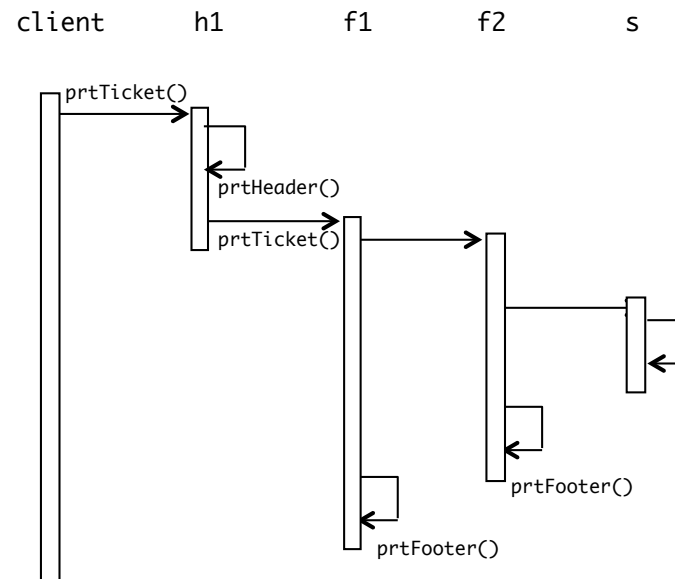 client h1 f1 f2 s
prtTicket()
prtHeader()
prtTicket()
prtFooter()
prtFooter()